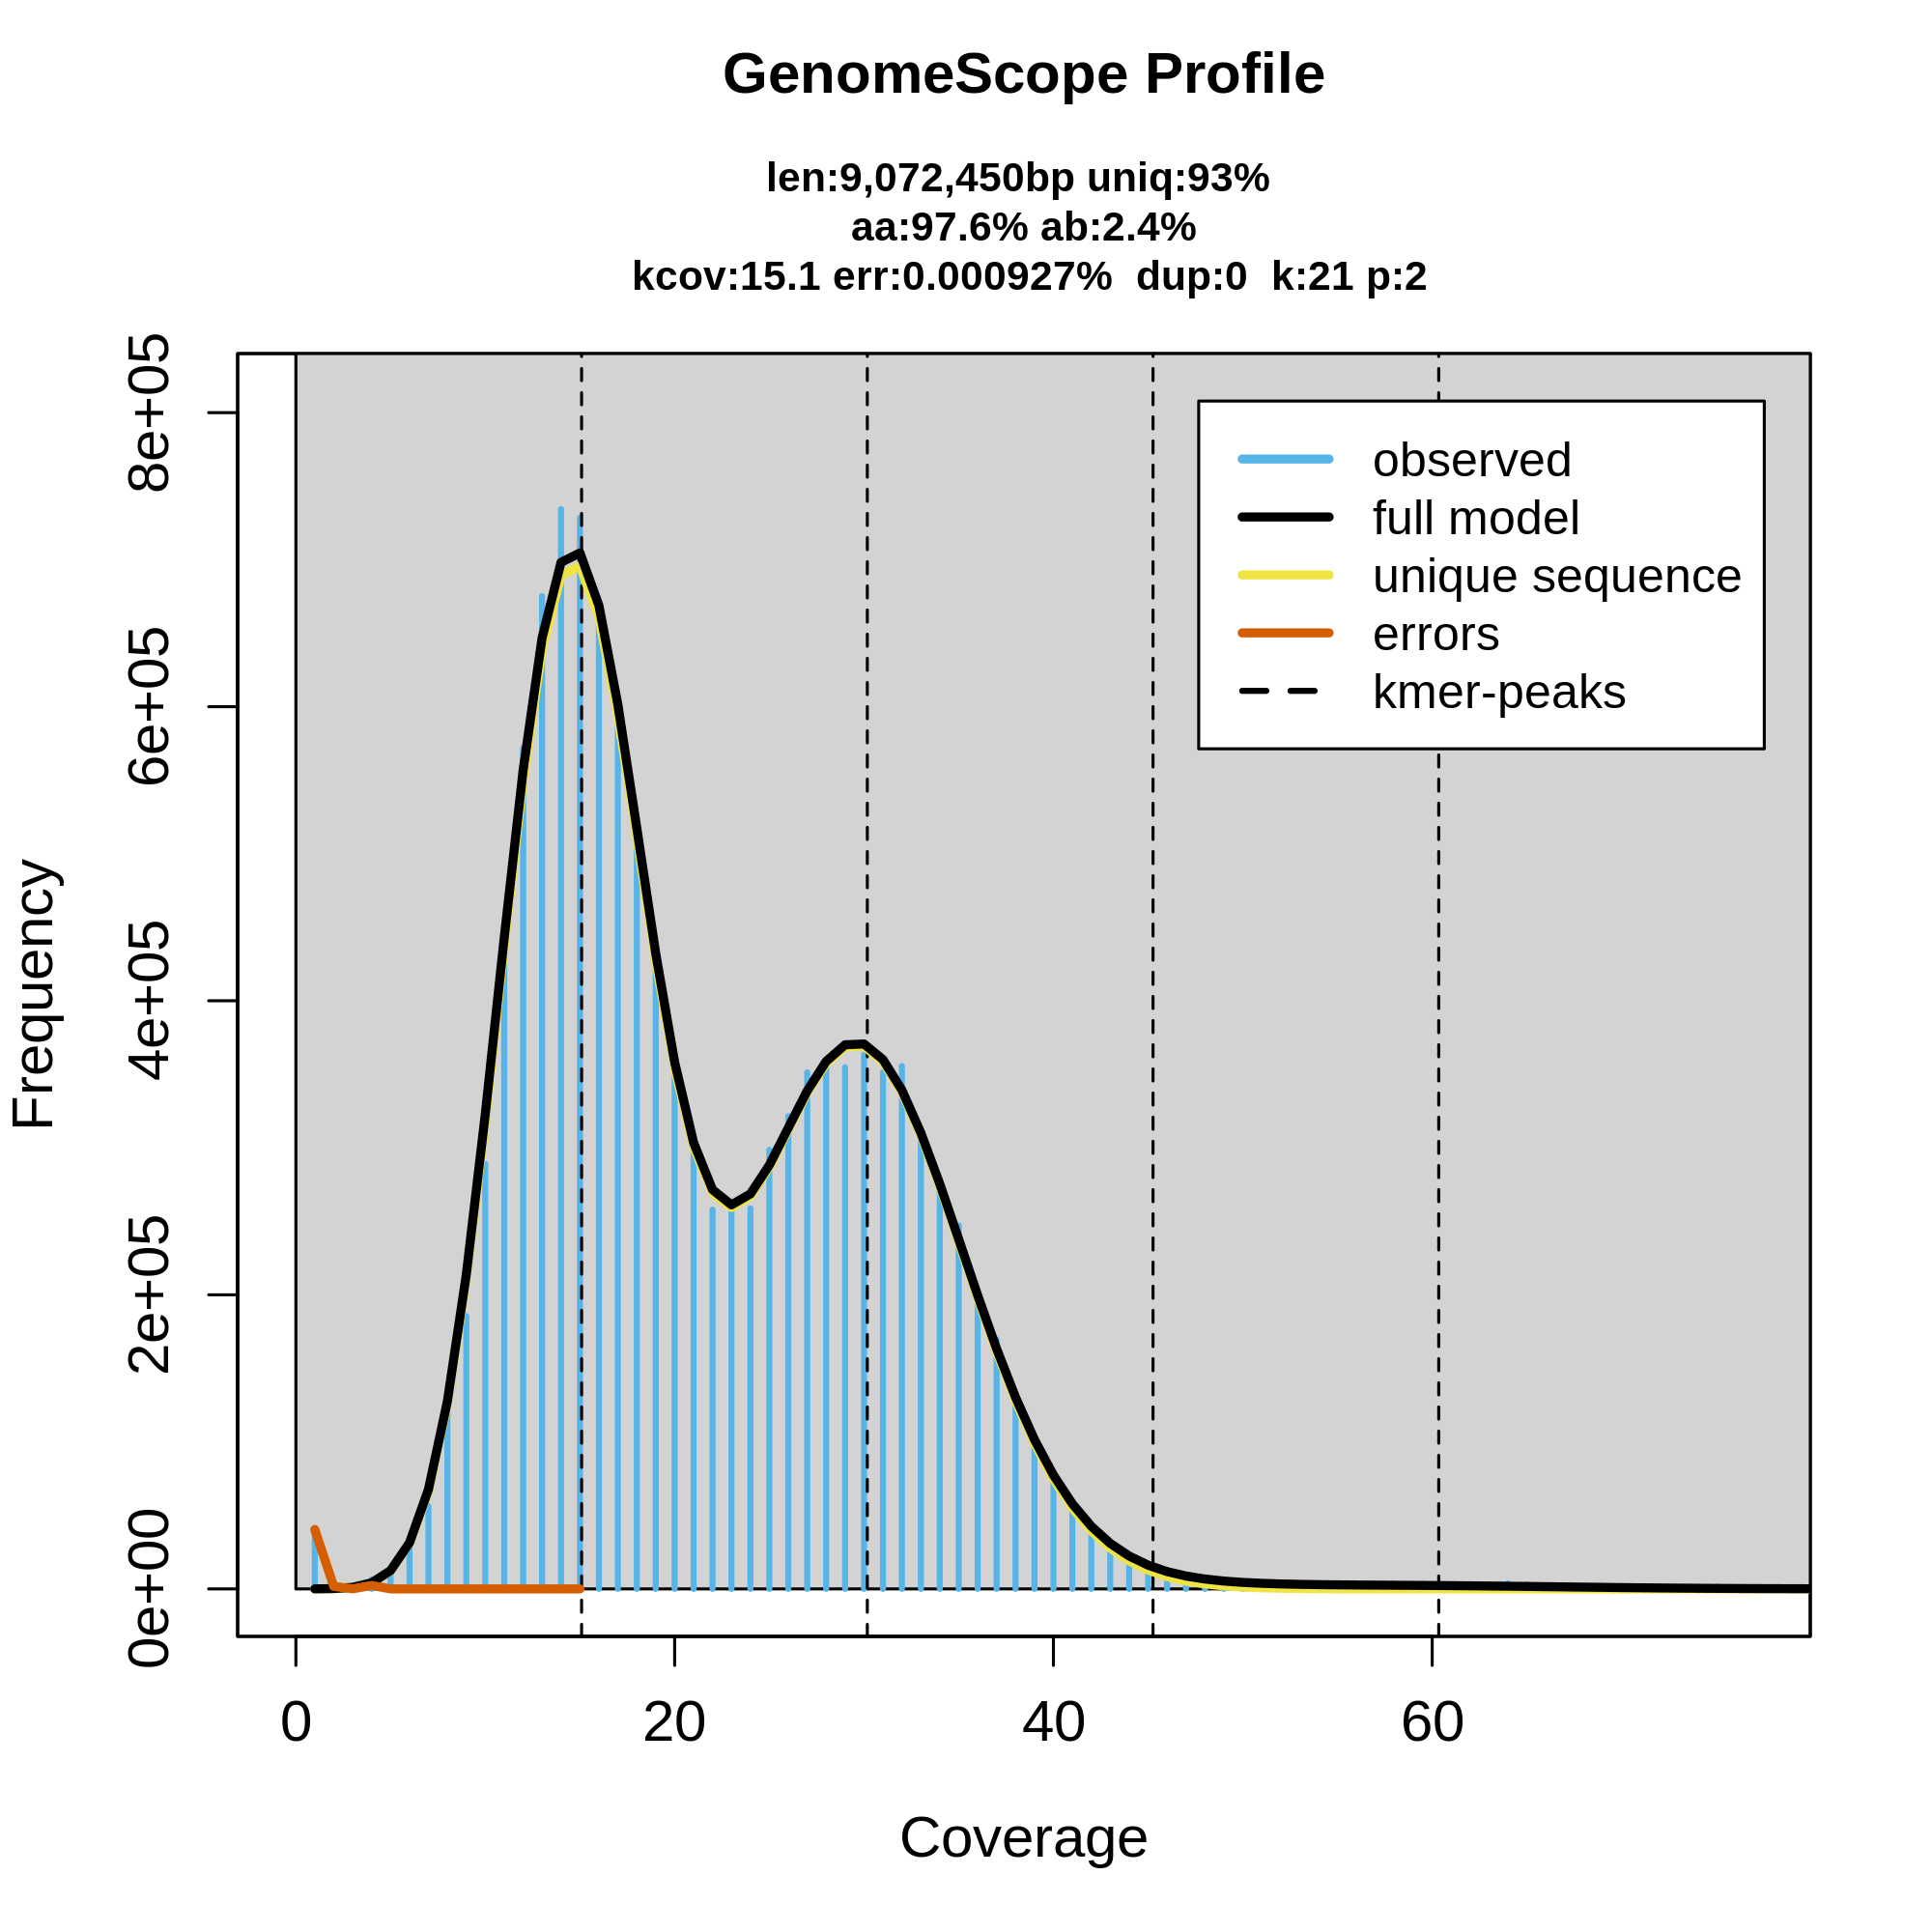 GenomeScope Profile
len:9,072,450bp uniq:93%
aa:97.6% ab:2.4%
kcov:15.1 err:0.000927% dup:0 k:21 p:2
observed
full model
unique sequence
errors
kmer-peaks
Frequency
8e+05
6e+05
4e+05
2e+05
0e+00
0 20 40 60
Coverage